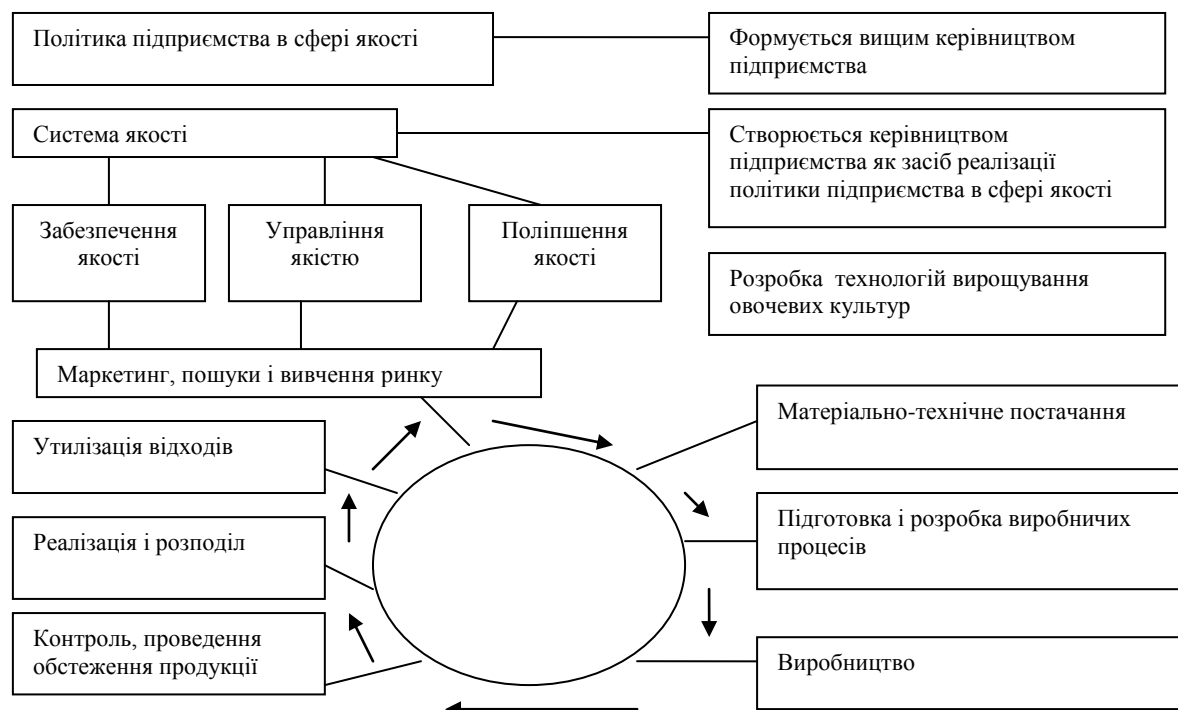 Політика підприємства в сфері якості
Формується вищим керівництвом
підприємства
Система якості
Створюється керівництвом
підприємства як засіб реалізації
політики підприємства в сфері якості
Забезпечення
якості
Управління
якістю
Поліпшення
якості
Розробка технологій вирощування
овочевих культур
Маркетинг, пошуки і вивчення ринку
Матеріально-технічне постачання
Утилізація відходів
Підготовка і розробка виробничих
процесів
Реалізація і розподіл
Контроль, проведення
обстеження продукції
Виробництво